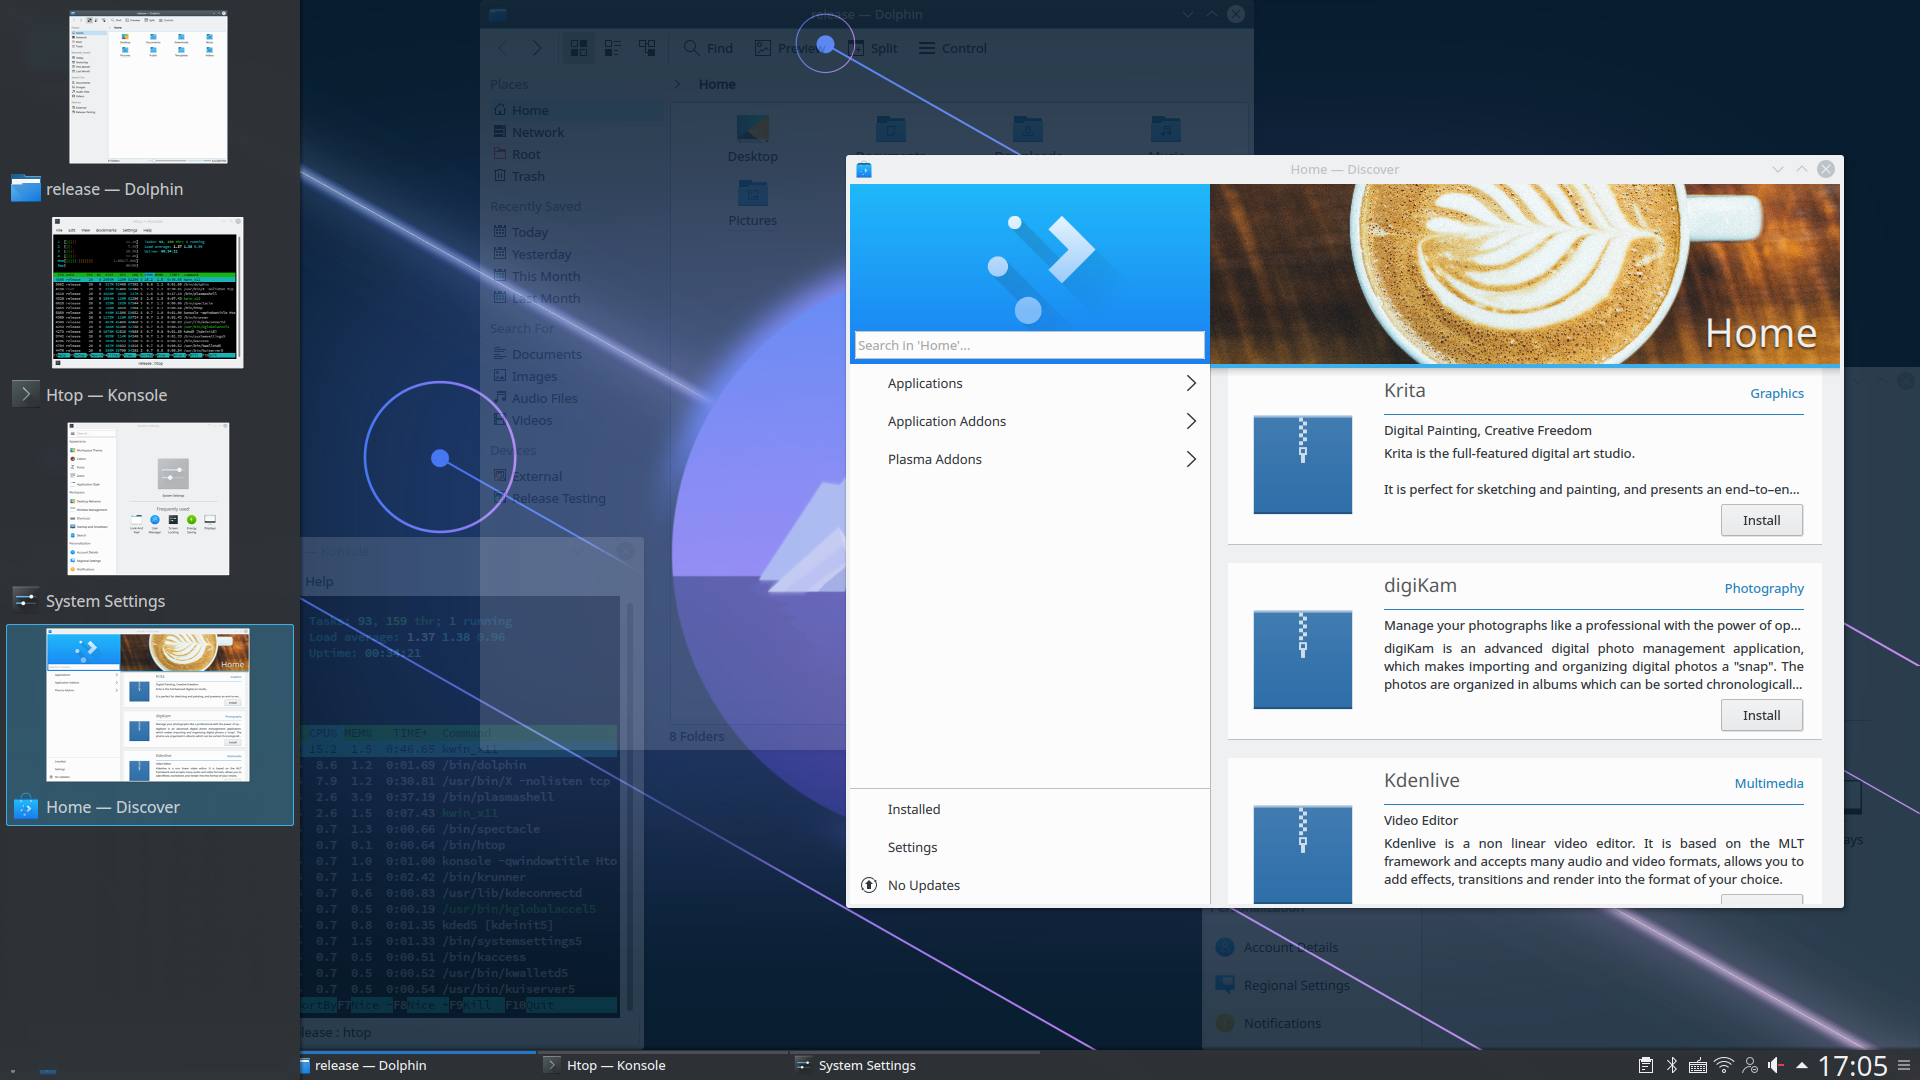 release — Dolphin
Htop — Konsole
System Settings
Home — Discover
release — Dolphin
Find
Preview
Split
Control
Places
Home
Home
Network
Root
Trash
Recently Saved
Today
Yesterday
This Month
Last Month
Search For
Documents
Images
Audio Files
Videos
Devices
External
Release Testing
Desktop
Pictures
8 Folders
— Konsole
Help
Tasks: 93, 159 thr; 1 running
Load average: 1.37 1.38 0.96
Uptime: 00:34:21
CPU% MEM% TIME+ Command
15.2 1.5 0:46.65 kwin_x11
8.6 1.2 0:01.69 /bin/dolphin
7.9 1.2 0:30.81 /usr/bin/X -nolisten tcp
2.6 3.9 0:37.19 /bin/plasmashell
2.6 1.5 0:07.43 kwin_x11
0.7 1.3 0:00.66 /bin/spectacle
0.7 0.1 0:00.64 /bin/htop
0.7 1.0 0:01.00 konsole -qwindowtitle Hto
0.7 1.5 0:02.42 /bin/krunner
0.7 0.6 0:00.83 /usr/lib/kdeconnectd
0.7 0.5 0:00.19 /usr/bin/kglobalaccel5
0.7 0.8 0:01.35 kded5 [kdeinit5]
0.7 1.5 0:01.33 /bin/systemsettings5
0.7 0.5 0:00.51 /bin/kaccess
0.7 0.5 0:00.52 /usr/bin/kwalletd5
0.7 0.5 0:00.54 /usr/bin/kuiserver5
ortByF7Nice -F8Nice +F9Kill F10Quit
lease : htop
Home — Discover
Home
Search in 'Home'...
Applications
Application Addons
Plasma Addons
Installed
Settings
No Updates
Krita
Graphics
Digital Painting, Creative Freedom
Krita is the full-featured digital art studio.
It is perfect for sketching and painting, and presents an end–to–en...
Install
digiKam
Photography
Manage your photographs like a professional with the power of op...
digiKam is an advanced digital photo management application,
which makes importing and organizing digital photos a "snap". The
photos are organized in albums which can be sorted chronologicall...
Install
Kdenlive
Multimedia
Video Editor
Kdenlive is a non linear video editor. It is based on the MLT
framework and accepts many audio and video formats, allows you to
add effects, transitions and render into the format of your choice.
ays
Account Details
Regional Settings
Notifications
release — Dolphin
Htop — Konsole
System Settings
17:05